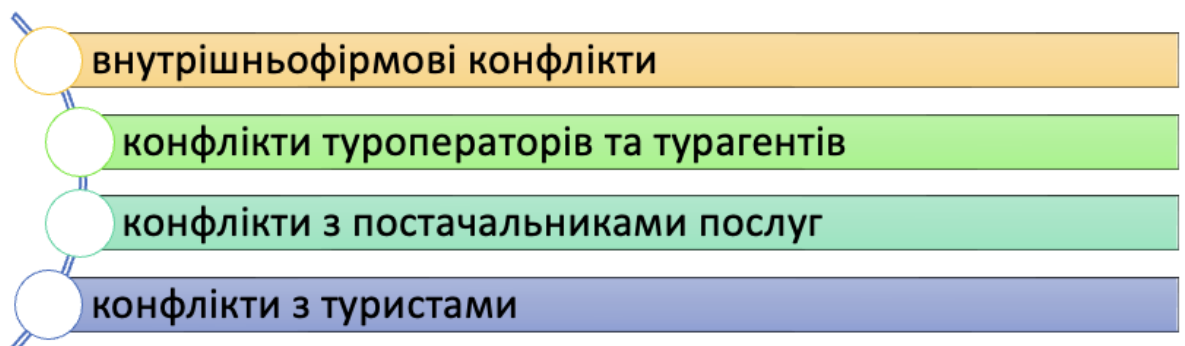 внутрішньофірмові конфлікти
конфлікти туроператорів та турагентів
конфлікти з постачальниками послуг
конфлікти з туристами